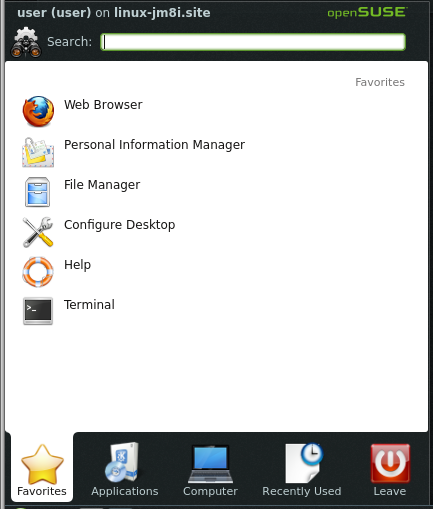 user (user) on linux-jm8i.site
openSUSE
Search:
Favorites
Web Browser
Personal Information Manager
File Manager
Configure Desktop
Help
>_
Terminal
Favorites
Applications
Computer
Recently Used
Leave